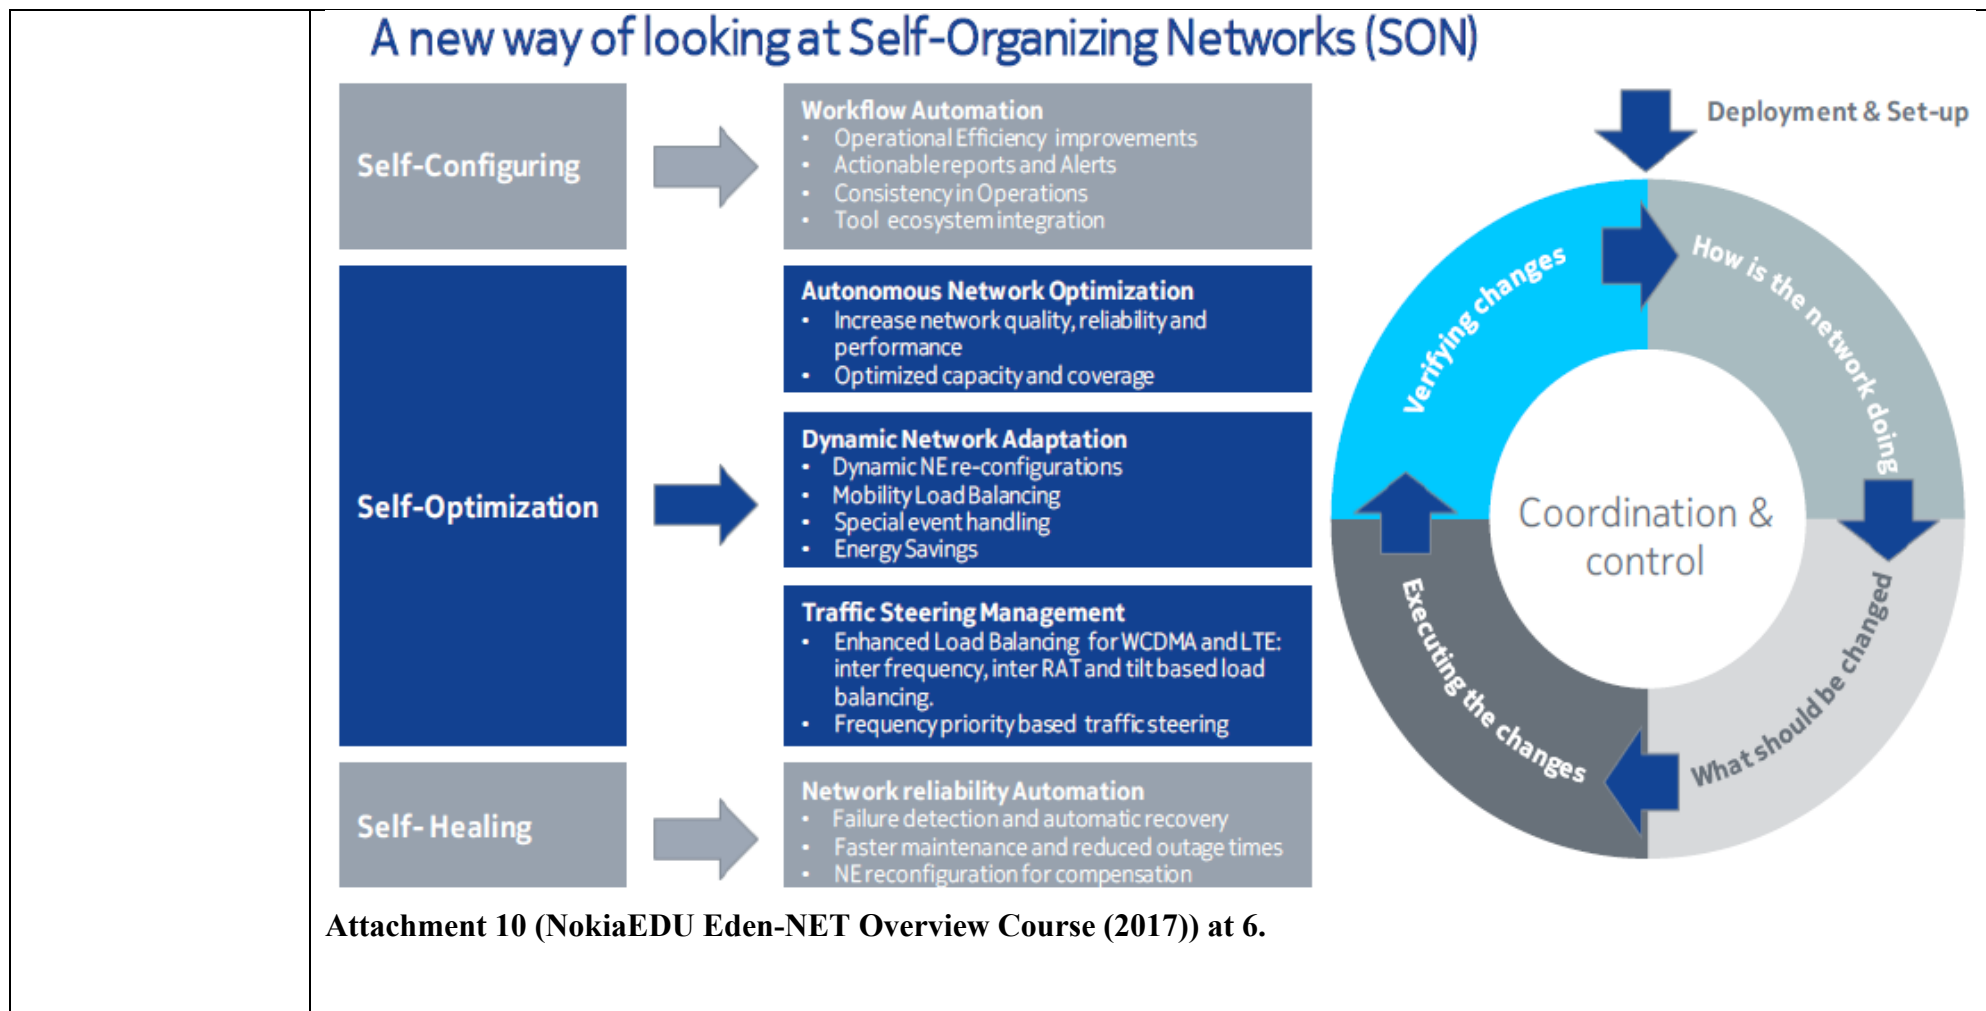 A new way of looking at Self-Organizing Networks (SON)
Self-Configuring
Workflow Automation
• Operational Efficiency improvements
• Actionable reports and Alerts
• Consistency in Operations
• Tool ecosystem integration
Self-Optimization
Autonomous Network Optimization
• Increase network quality, reliability and
performance
• Optimized capacity and coverage
Dynamic Network Adaptation
• Dynamic NE re-configurations
• Mobility Load Balancing
• Special event handling
• Energy Savings
Traffic Steering Management
• Enhanced Load Balancing for WCDMA and LTE:
inter frequency, inter RAT and tilt based load
balancing.
• Frequency priority based traffic steering
Self- Healing
Network reliability Automation
• Failure detection and automatic recovery
• Faster maintenance and reduced outage times
• NE reconfiguration for compensation
Deployment & Set-up
How is the network doing
What should be changed
Executing the changes
Verifying changes
Coordination &
control
Attachment 10 (NokiaEDU Eden-NET Overview Course (2017)) at 6.